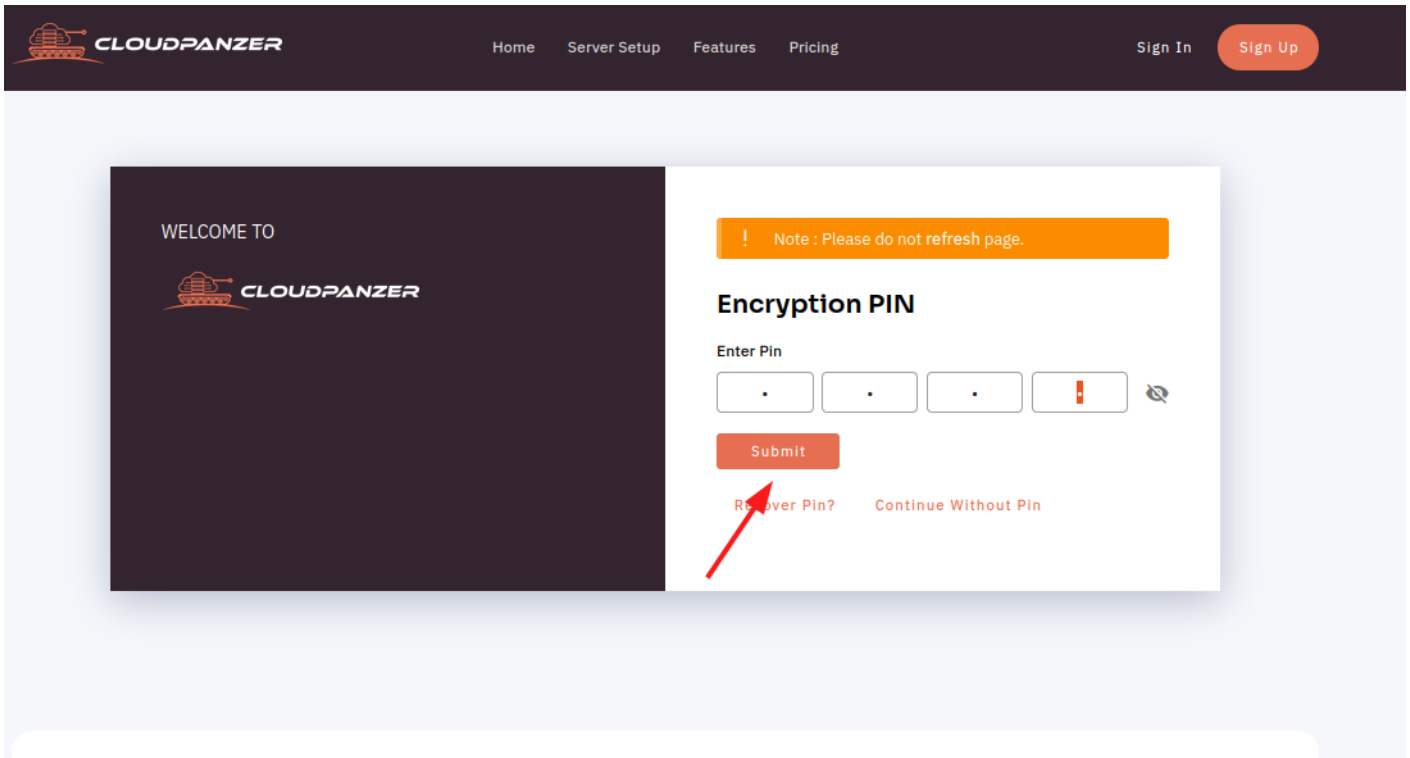 CLOUDPANZER
Home Server Setup Features Pricing
Sign In Sign Up
WELCOME TO
CLOUDPANZER
! Note : Please do not refresh page.
Encryption PIN
Enter Pin
Submit
Recover Pin? Continue Without Pin